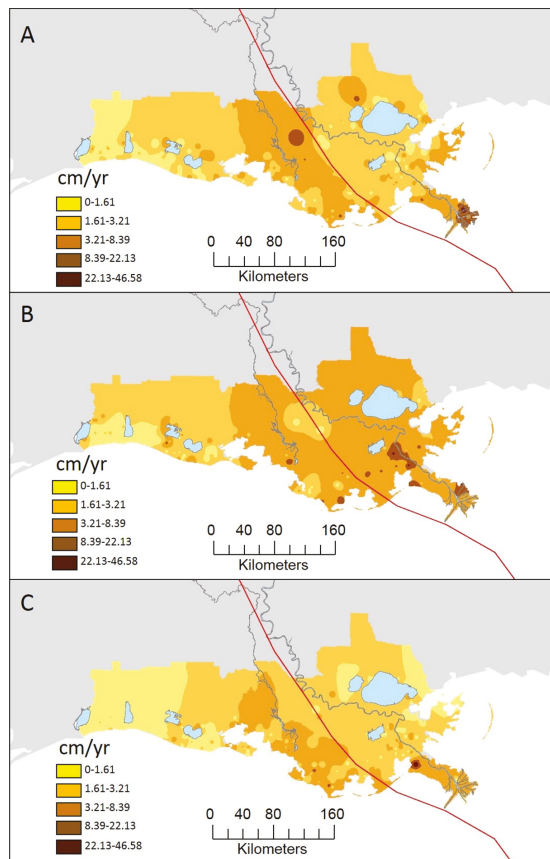 A
cm/yr
0-1.61
1.61-3.21
3.21-8.39
8.39-22.13
22.13-46.58
0 40 80 160
Kilometers
B
cm/yr
0-1.61
1.61-3.21
3.21-8.39
8.39-22.13
22.13-46.58
0 40 80 160
Kilometers
C
cm/yr
0-1.61
1.61-3.21
3.21-8.39
8.39-22.13
22.13-46.58
0 40 80 160
Kilometers